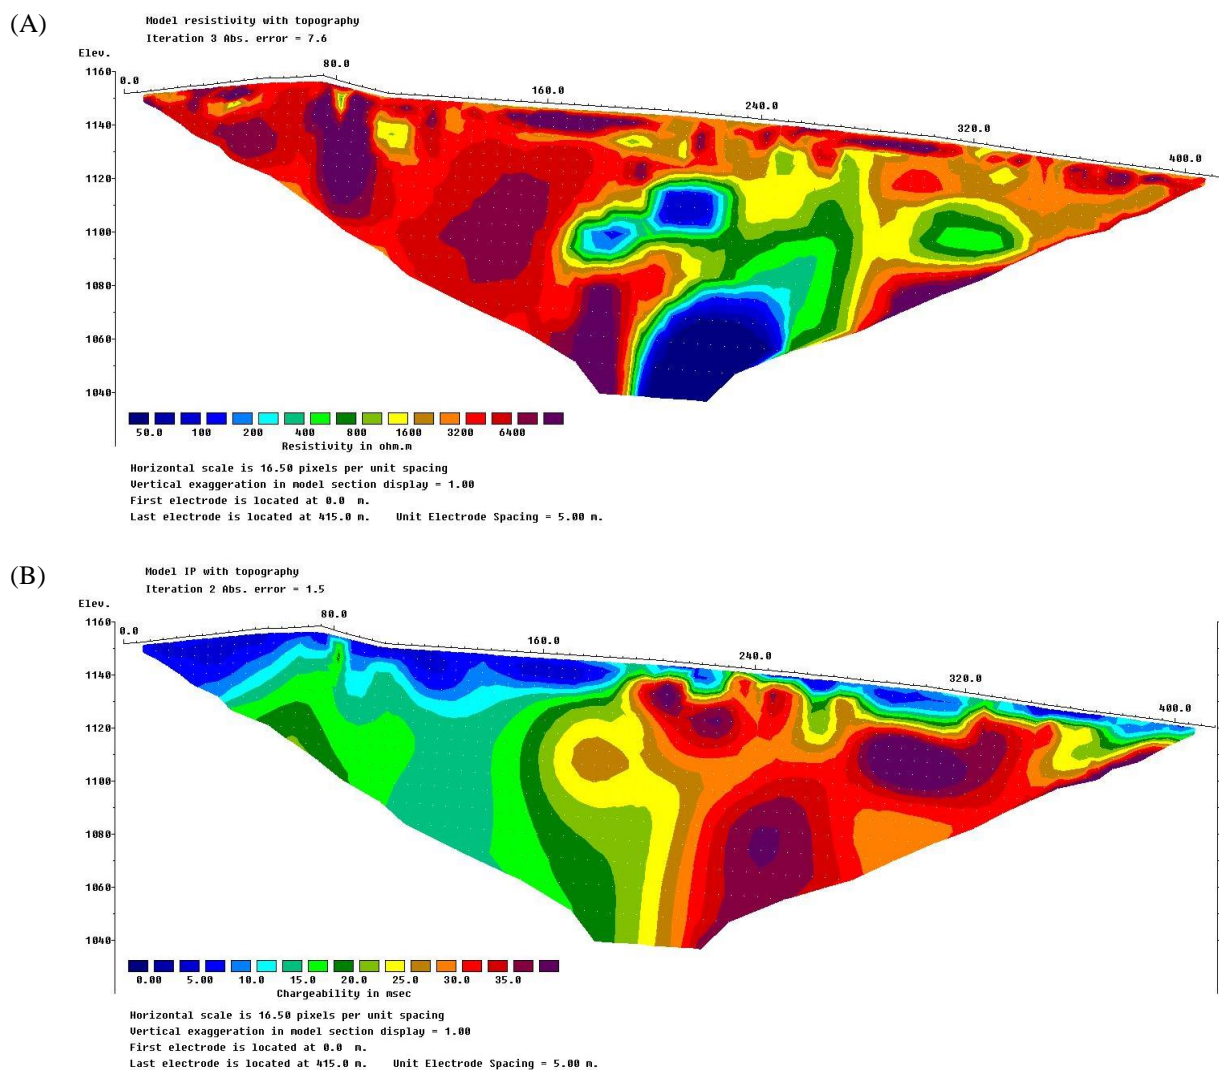 (A)
Model resistivity with topography
Iteration 3 Abs. error = 7.6
Elev.
1160
0.0
80.0
160.0
240.0
320.0
400.0
1140
1120
1100
1080
1060
1040
50.0 100 200 400 800 1600 3200 6400
Resistivity in ohm.m
Horizontal scale is 16.50 pixels per unit spacing
Vertical exaggeration in model section display = 1.00
First electrode is located at 0.0 m.
Last electrode is located at 415.0 m. Unit Electrode Spacing = 5.00 m.
(B)
Model IP with topography
Iteration 2 Abs. error = 1.5
Elev.
1160
0.0
80.0
160.0
240.0
320.0
400.0
1140
1120
1100
1080
1060
1040
0.00 5.00 10.0 15.0 20.0 25.0 30.0 35.0
Chargeability in msec
Horizontal scale is 16.50 pixels per unit spacing
Vertical exaggeration in model section display = 1.00
First electrode is located at 0.0 m.
Last electrode is located at 415.0 m. Unit Electrode Spacing = 5.00 m.